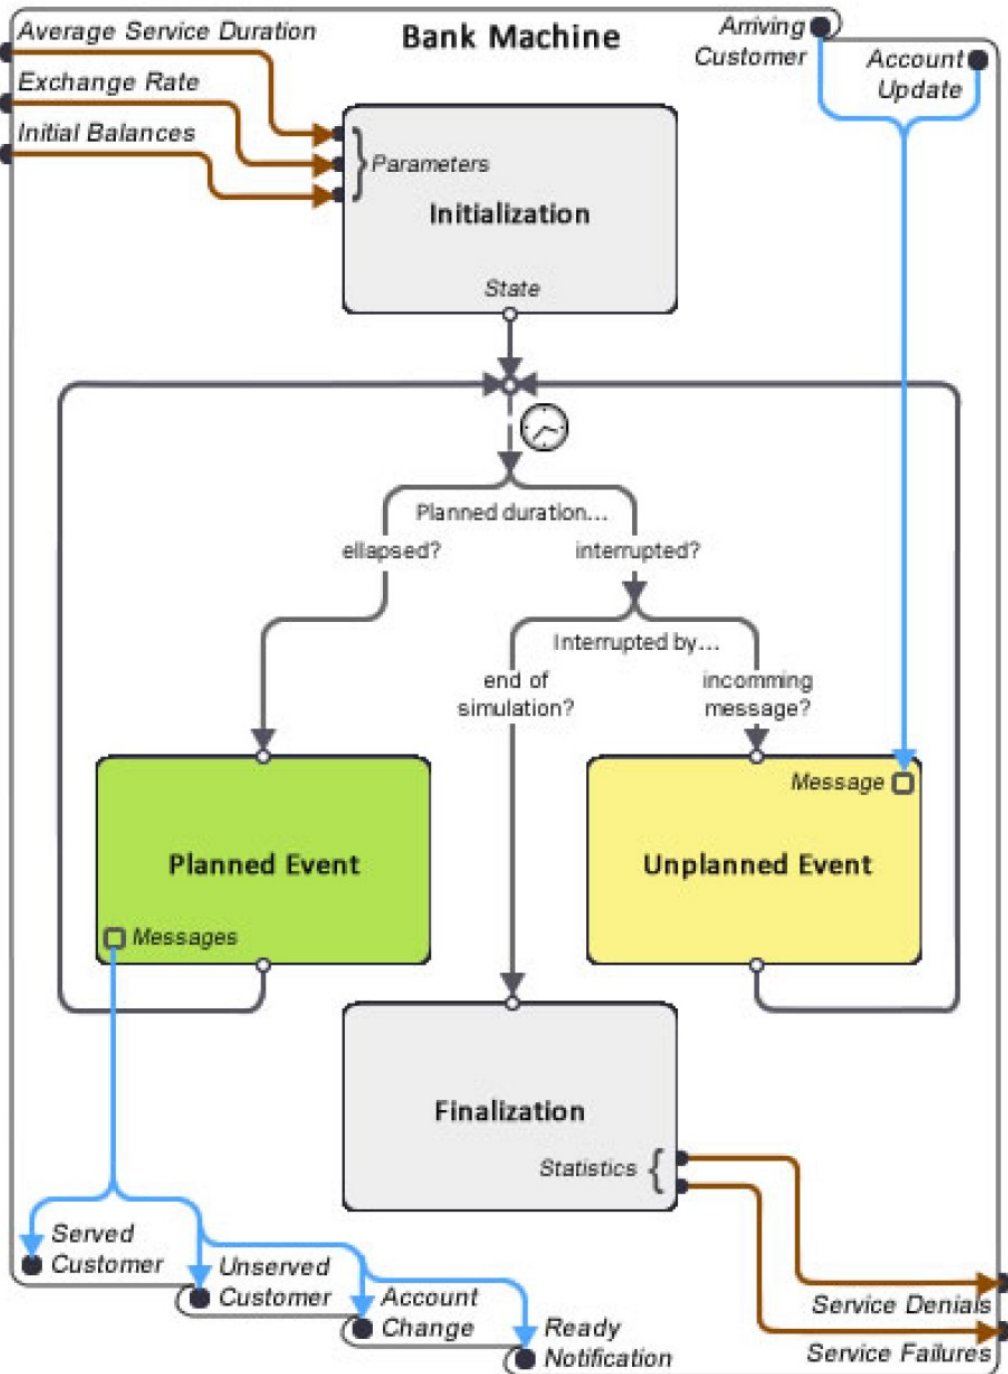 Average Service Duration
Bank Machine
Arriving
Customer
Account
Update
Exchange Rate
Initial Balances
Parameters
Initialization
State
Planned duration...
ellapsed?
interrupted?
Interrupted by...
end of
simulation?
incomming
message?
Message
Planned Event
Unplanned Event
Messages
Finalization
Statistics
Served
Customer
Unserved
Customer
Account
Change
Ready
Notification
Service Denials
Service Failures